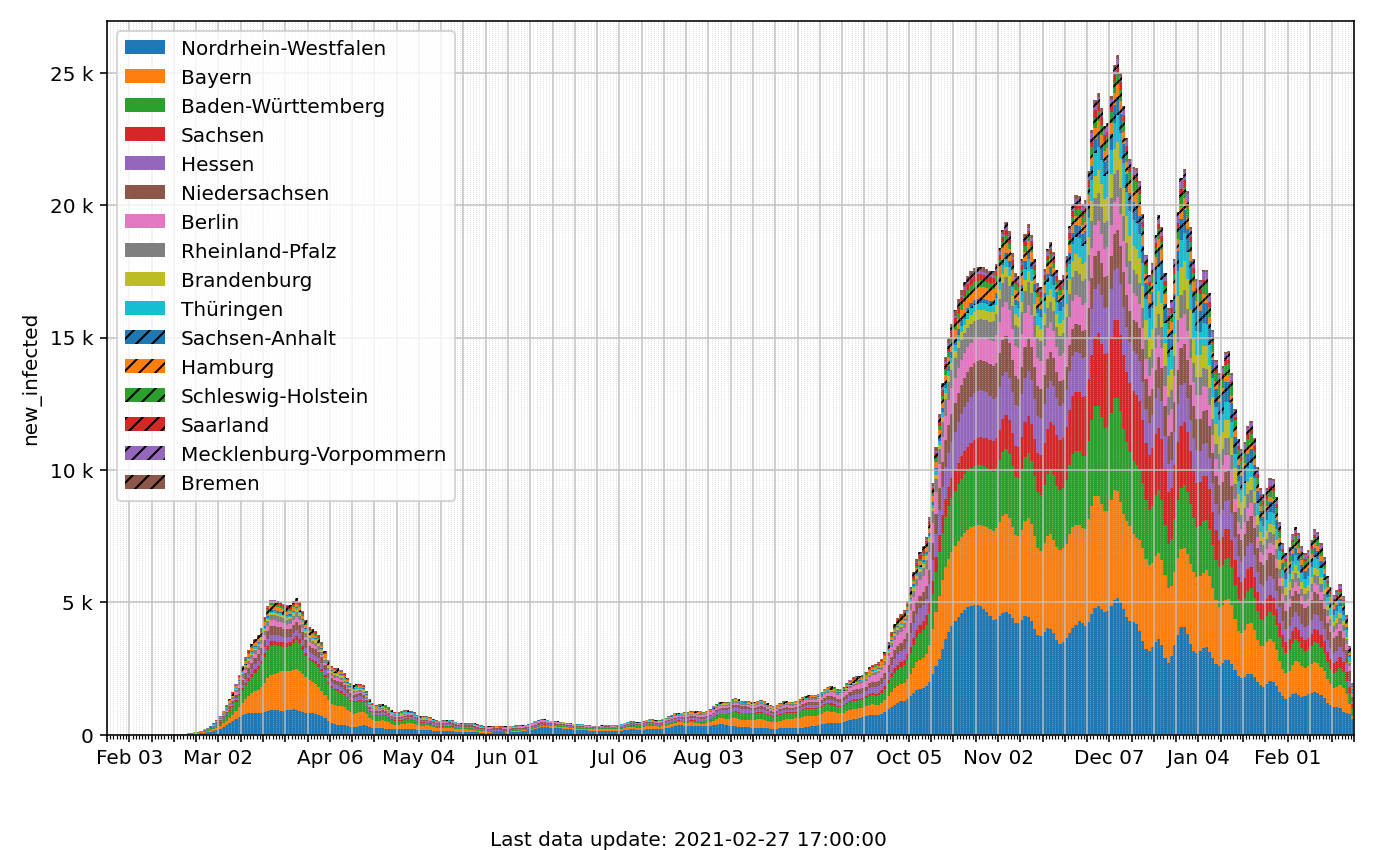 Nordrhein-Westfalen
Bayern
Baden-Württemberg
Sachsen
Hessen
Niedersachsen
Berlin
Rheinland-Pfalz
Brandenburg
Thüringen
Sachsen-Anhalt
Hamburg
Schleswig-Holstein
Saarland
Mecklenburg-Vorpommern
Bremen
25 k
20 k
15 k
10 k
5 k
0
new_infected
Feb 03 Mar 02 Apr 06 May 04 Jun 01 Jul 06 Aug 03 Sep 07 Oct 05 Nov 02 Dec 07 Jan 04 Feb 01
Last data update: 2021-02-27 17:00:00